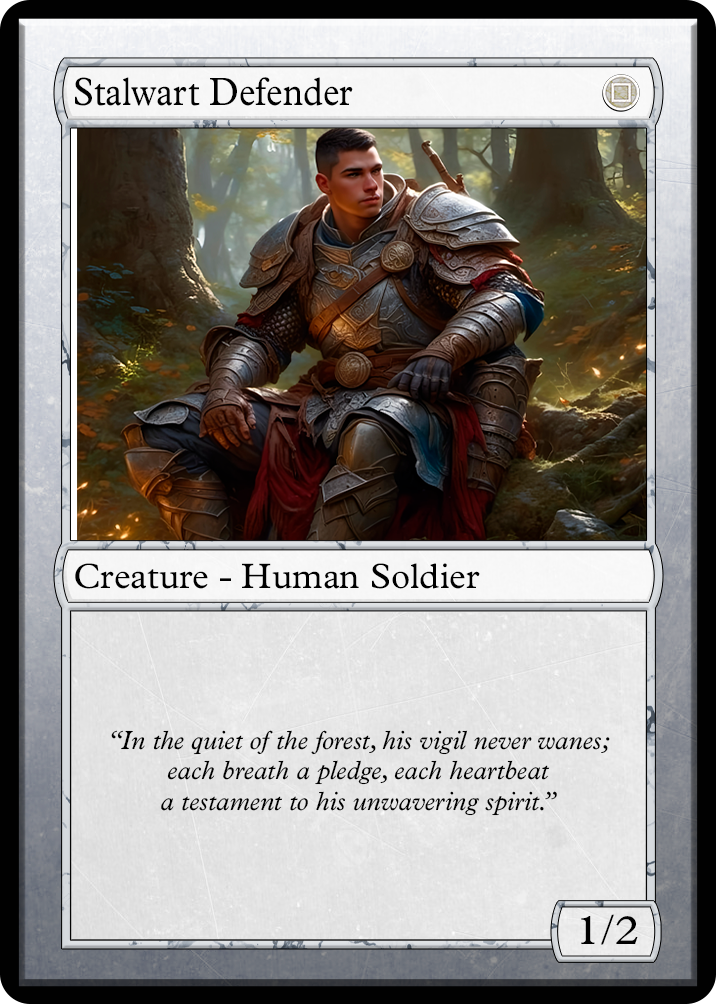 Stalwart Defender
Creature - Human Soldier
“In the quiet of the forest, his vigil never wanes;
each breath a pledge, each heartbeat
a testament to his unwavering spirit.”
1/2